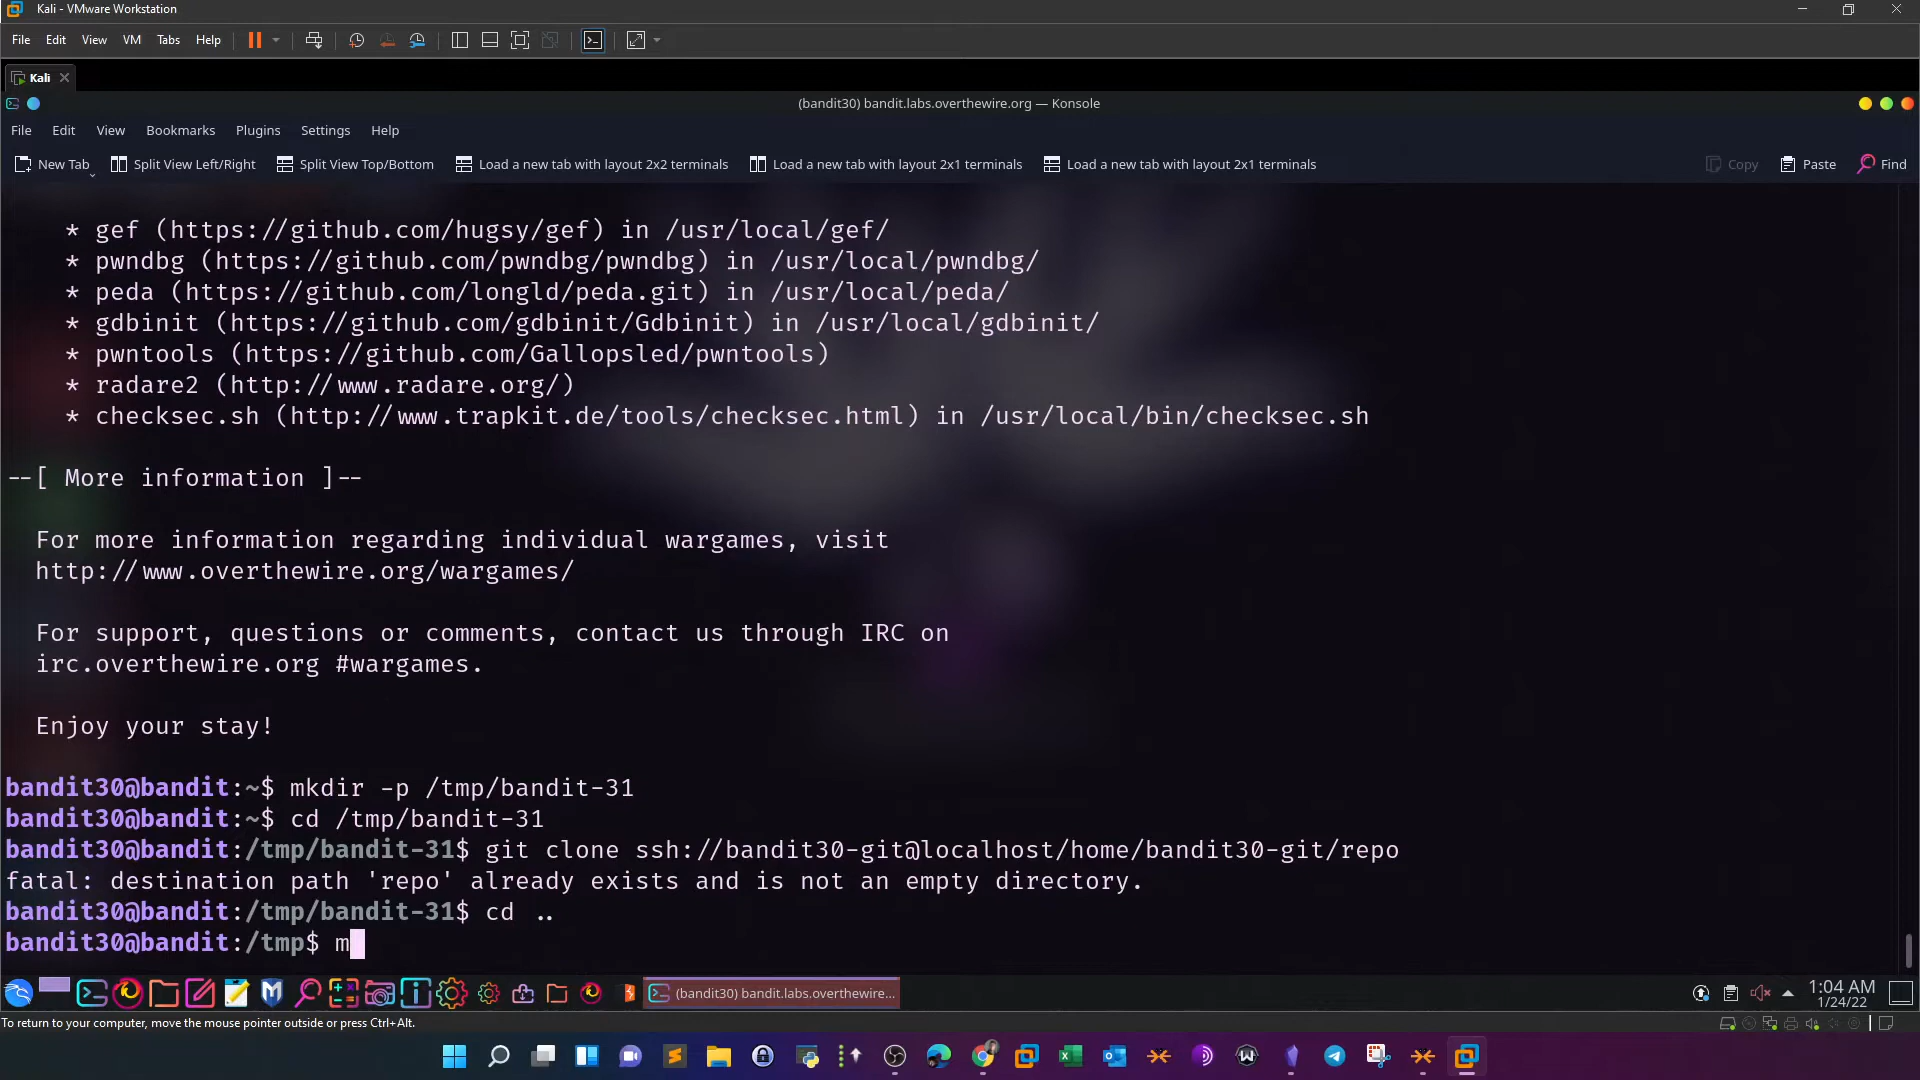 Kali - VMware Workstation
File Edit View VM Tabs Help
Kali
(bandit30) bandit.labs.overthewire.org — Konsole
File Edit View Bookmarks Plugins Settings Help
New Tab Split View Left/Right Split View Top/Bottom Load a new tab with layout 2x2 terminals Load a new tab with layout 2x1 terminals Load a new tab with layout 2x1 terminals Copy Paste Find
* gef (https://github.com/hugsy/gef) in /usr/local/gef/
* pwndbg (https://github.com/pwndbg/pwndbg) in /usr/local/pwndbg/
* peda (https://github.com/longld/peda.git) in /usr/local/peda/
* gdbinit (https://github.com/gdbinit/Gdbinit) in /usr/local/gdbinit/
* pwntools (https://github.com/Gallopsled/pwntools)
* radare2 (http://www.radare.org/)
* checksec.sh (http://www.trapkit.de/tools/checksec.html) in /usr/local/bin/checksec.sh
--[ More information ]--
For more information regarding individual wargames, visit
http://www.overthewire.org/wargames/
For support, questions or comments, contact us through IRC on
irc.overthewire.org #wargames.
Enjoy your stay!
bandit30@bandit:~$ mkdir -p /tmp/bandit-31
bandit30@bandit:~$ cd /tmp/bandit-31
bandit30@bandit:/tmp/bandit-31$ git clone ssh://bandit30-git@localhost/home/bandit30-git/repo
fatal: destination path 'repo' already exists and is not an empty directory.
bandit30@bandit:/tmp/bandit-31$ cd ..
bandit30@bandit:/tmp$ m
(bandit30) bandit.labs.overthewire...
1:04 AM
1/24/22
To return to your computer, move the mouse pointer outside or press Ctrl+Alt.